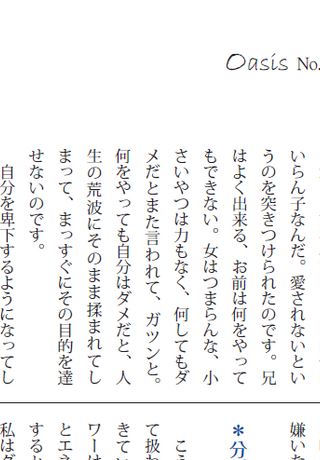 Oasis No.
いらん子なんだ。愛されないとい
うのを突きつけられたのです。兄
はよく出来る、お前は何をやって
もできない。女はつまらんな、小
さいやつは力もなく、何してもダ
メだとまた言われて、ガツンと。
何をやっても自分はダメだと、人
生の荒波にそのまま揉まれてし
まって、まっすぐにその目的を達
せないのです。
自分を卑下するようになってし
嫌いた
*分
こう
て扱わ
きてい
ワーは
とエネ
する
私はダ